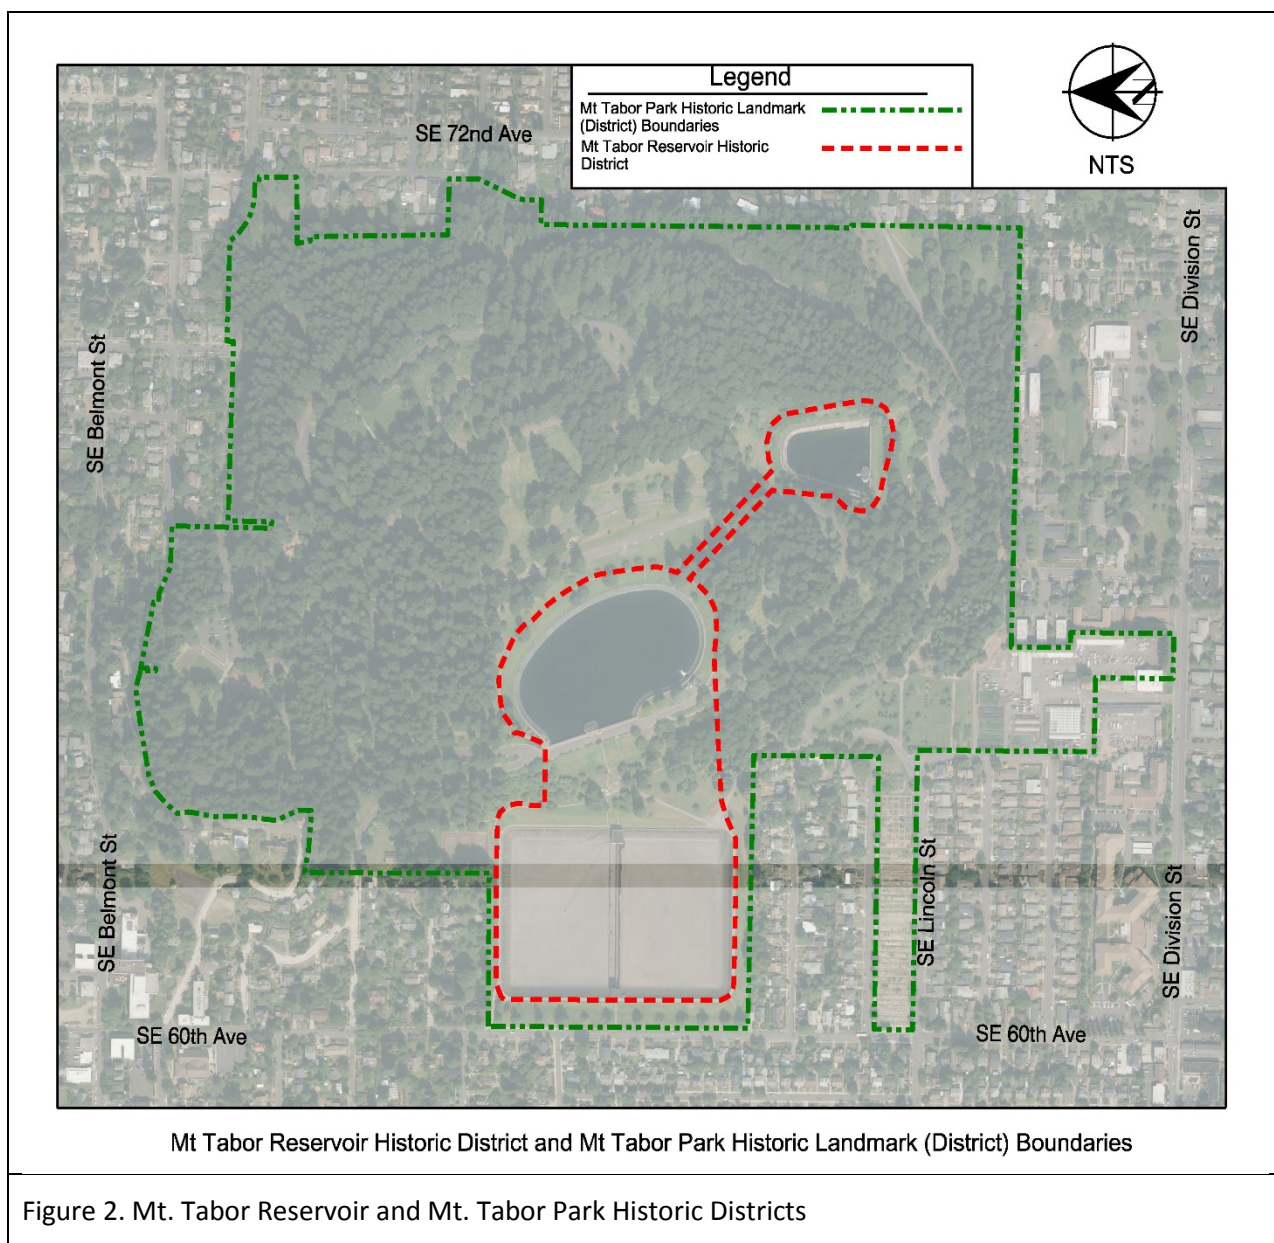 Legend
Mt Tabor Park Historic Landmark
(District) Boundaries
Mt Tabor Reservoir Historic
District
NTS
SE 72nd Ave
SE Division St
SE Belmont St
SE Belmont St
SE Lincoln St
SE Division St
SE 60th Ave
SE 60th Ave
Mt Tabor Reservoir Historic District and Mt Tabor Park Historic Landmark (District) Boundaries
Figure 2. Mt. Tabor Reservoir and Mt. Tabor Park Historic Districts